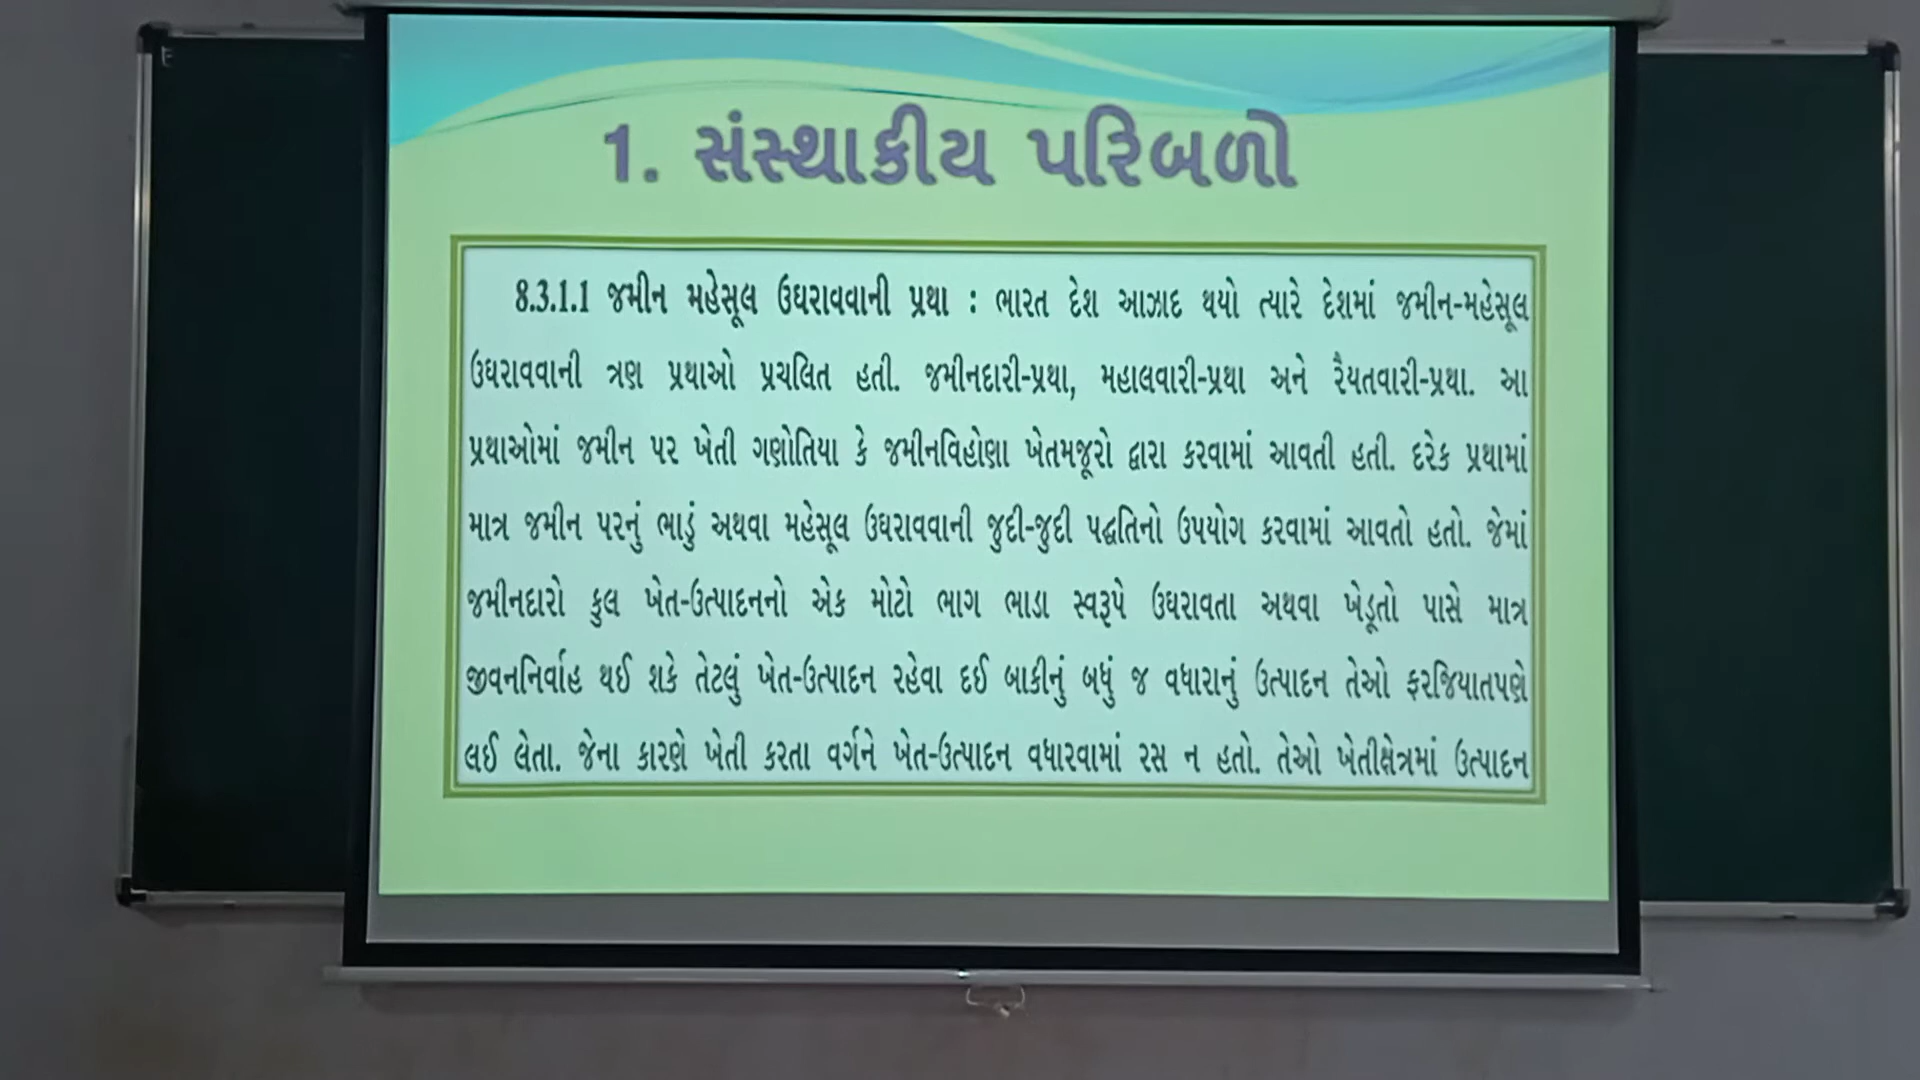 1. સંસ્થાકીય પરિબળો
8.3.1.1 જમીન મહેસૂલ ઉઘરાવવાની પ્રથા : ભારત દેશ આઝાદ થયો ત્યારે દેશમાં જમીન-મહેસૂલ
ઉઘરાવવાની ત્રણ પ્રથાઓ પ્રચલિત હતી. જમીનદારી-પ્રથા, મહાલવારી-પ્રથા અને રૈયતવારી-પ્રથા. આ
પ્રથાઓમાં જમીન પર ખેતી ગણોતિયા કે જમીનવિહોણા ખેતમજૂરો દ્વારા કરવામાં આવતી હતી. દરેક પ્રથામાં
માત્ર જમીન પરનું ભાડું અથવા મહેસૂલ ઉઘરાવવાની જુદી-જુદી પદ્ધતિનો ઉપયોગ કરવામાં આવતો હતો. જેમાં
જમીનદારો કુલ ખેત-ઉત્પાદનનો એક મોટો ભાગ ભાડા સ્વરૂપે ઉઘરાવતા અથવા ખેડૂતો પાસે માત્ર
જીવનનિર્વાહ થઈ શકે તેટલું ખેત-ઉત્પાદન રહેવા દઈ બાકીનું બધું જ વધારાનું ઉત્પાદન તેઓ ફરજિયાતપણે
લઈ લેતા. જેના કારણે ખેતી કરતા વર્ગને ખેત-ઉત્પાદન વધારવામાં રસ ન હતો. તેઓ ખેતીક્ષેત્રમાં ઉત્પાદન